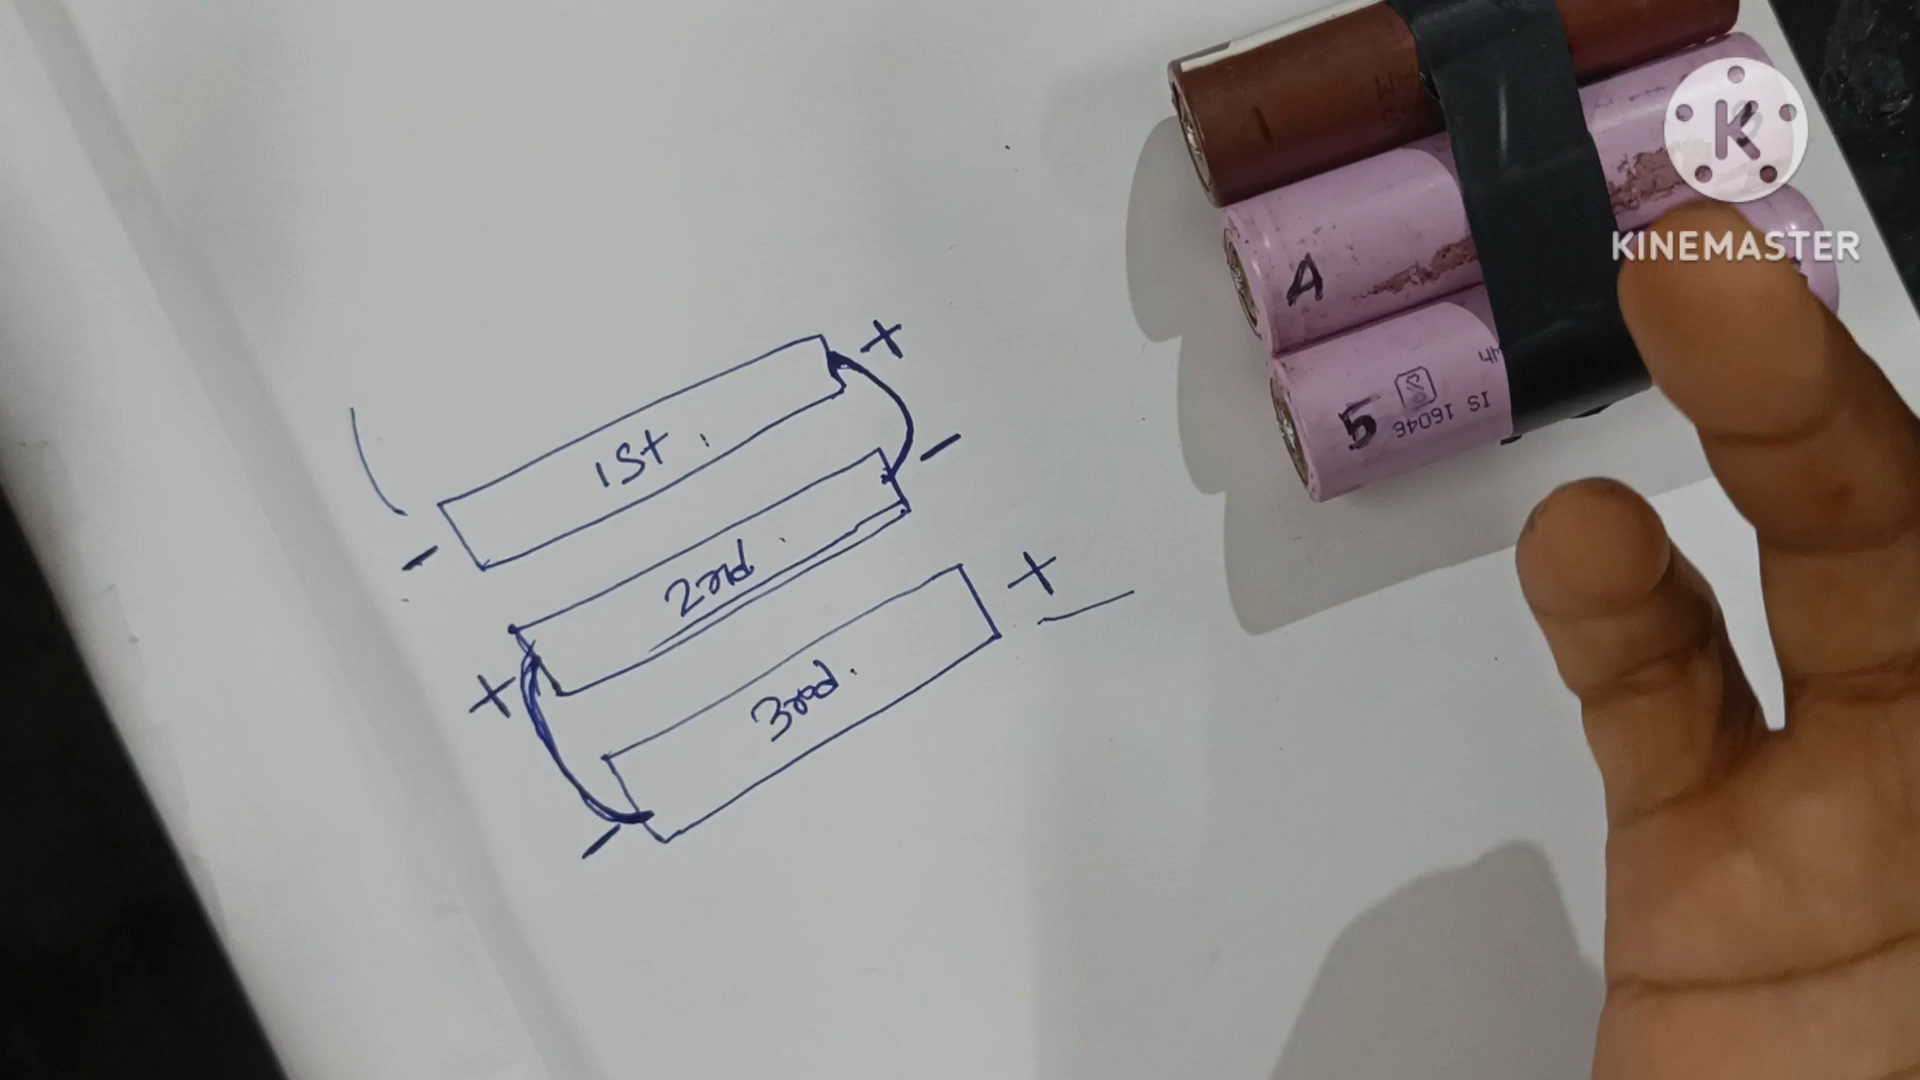 K
KINEMASTER
A
5
IS 16046
+
1st.
-
-
2nd.
+
+
3rd.
-